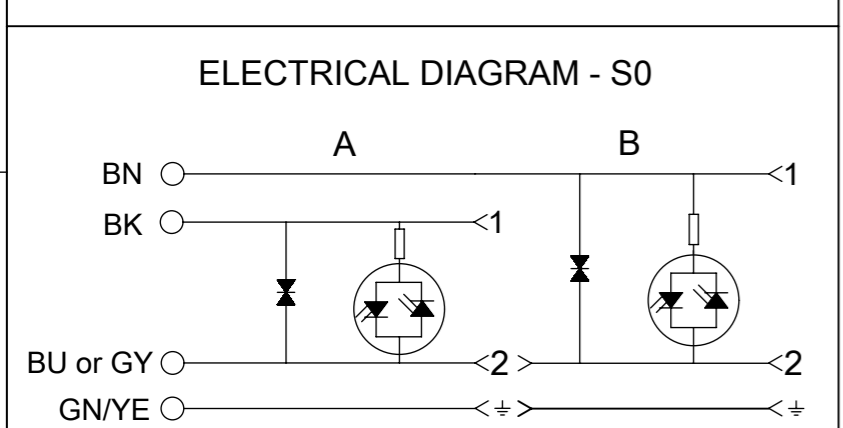 ELECTRICAL DIAGRAM - S0
A B
BN 1
BK 1
BU or GY 2 2
GN/YE